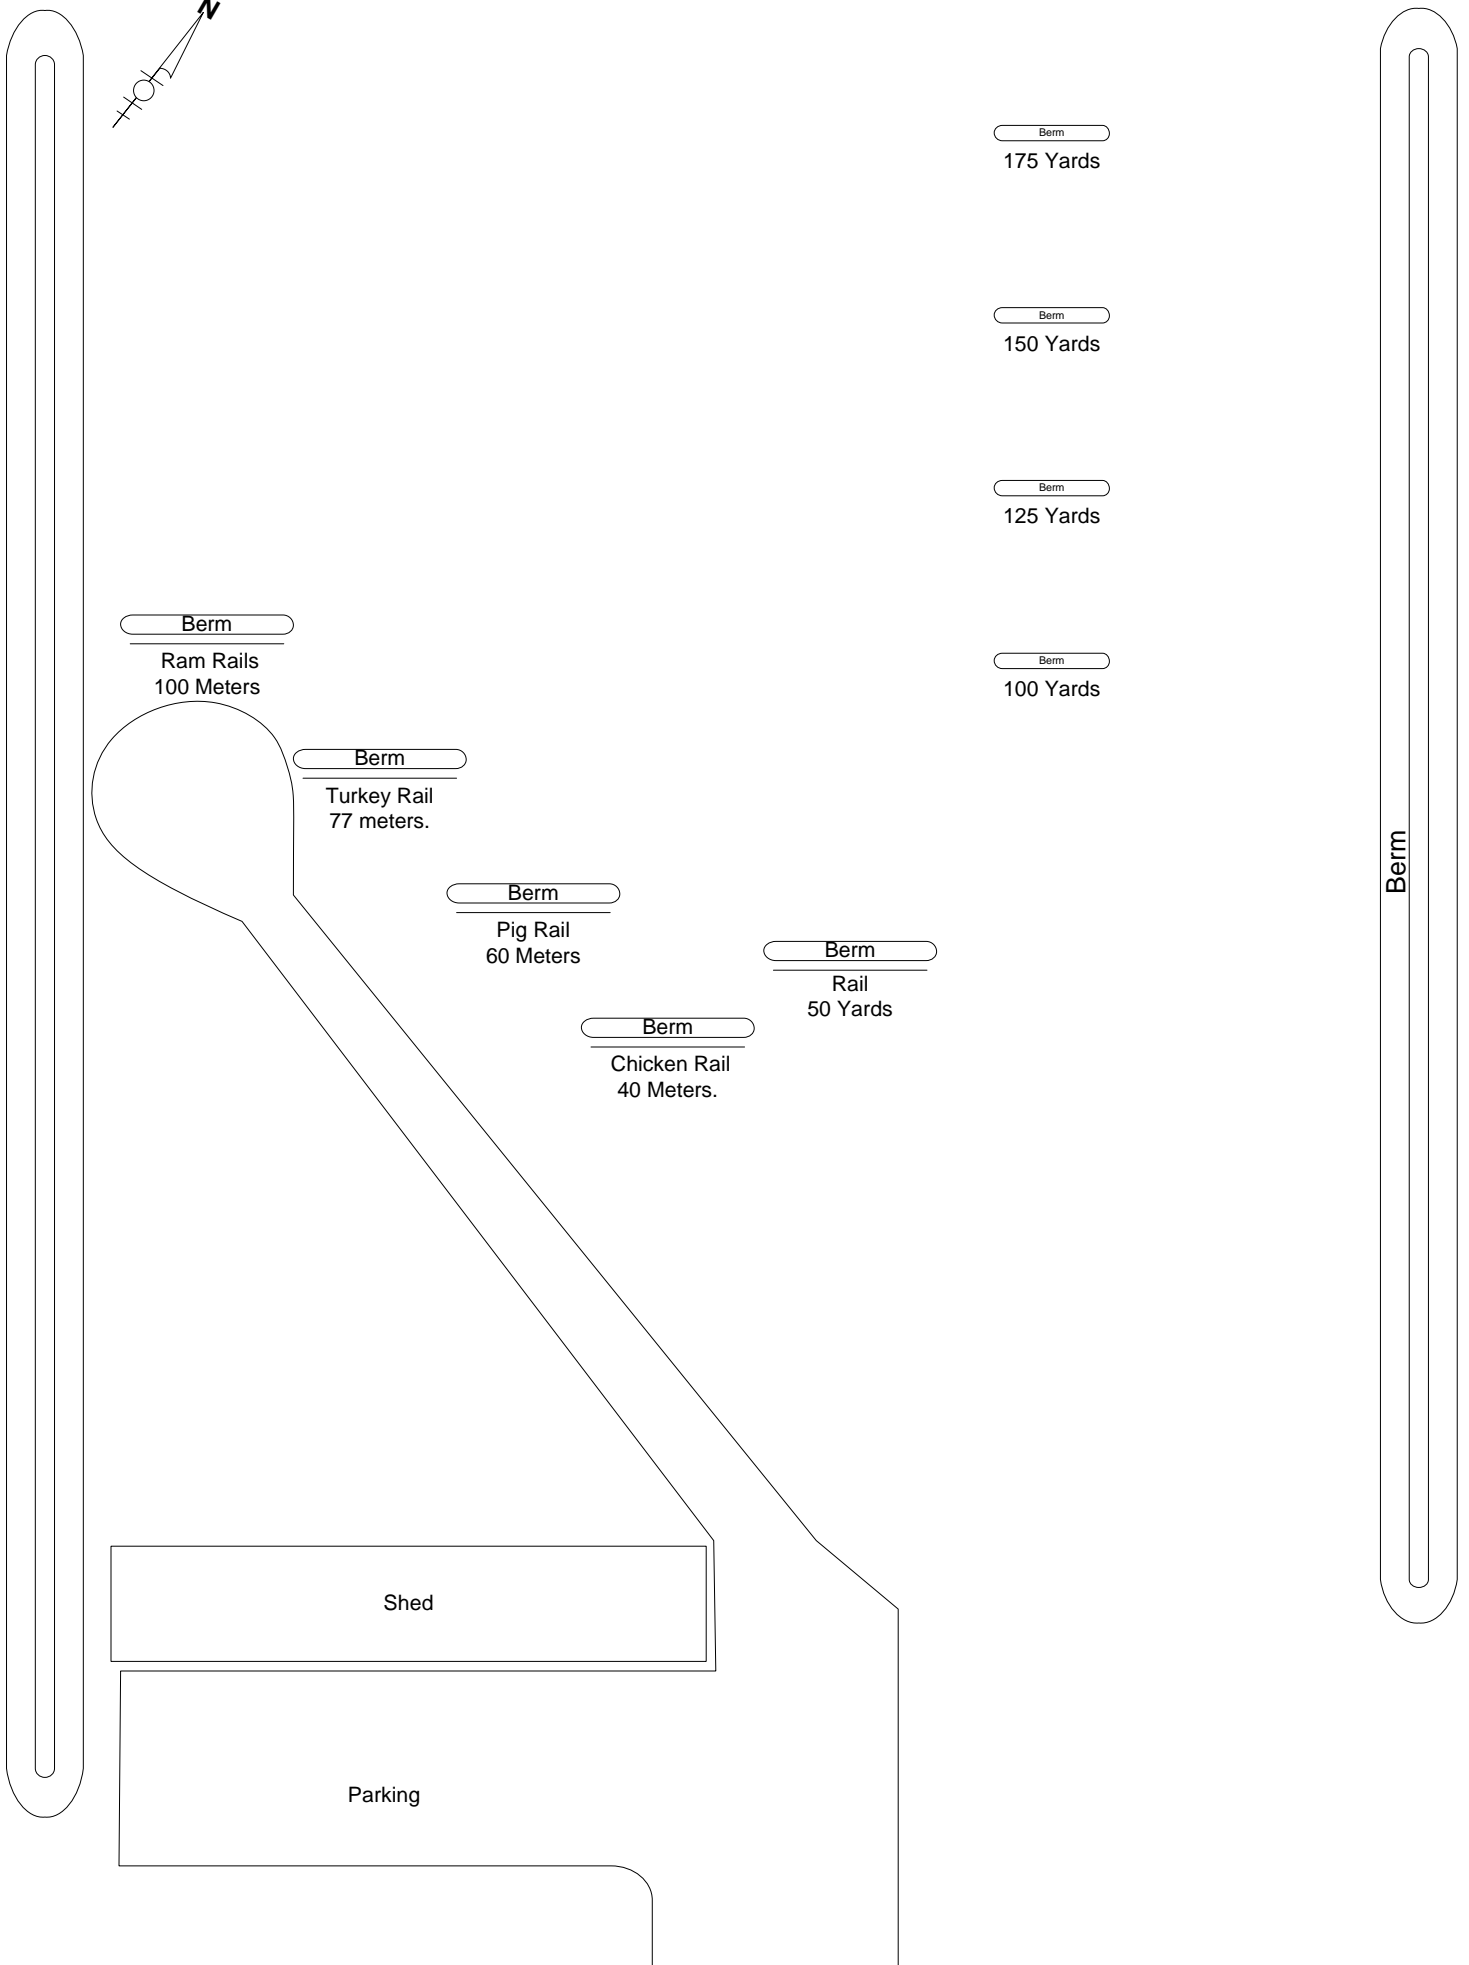 N
Berm
175 Yards
Berm
150 Yards
Berm
125 Yards
Berm
Ram Rails
100 Meters
Berm
100 Yards
Berm
Turkey Rail
77 meters.
Berm
Pig Rail
60 Meters
Berm
Rail
50 Yards
Berm
Chicken Rail
40 Meters.
Berm
Shed
Parking